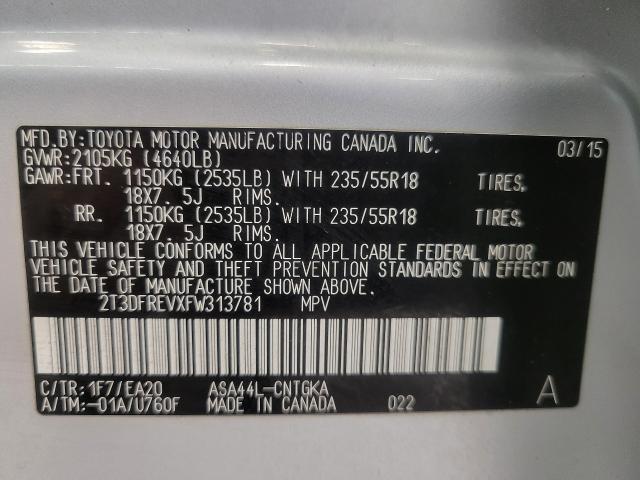 MFD.BY:TOYOTA MOTOR MANUFACTURING CANADA INC. 03/15
GVWR:2105KG (4640LB)
GAWR:FRT. 1150KG (2535LB) WITH 235/55R18 TIRES,
18X7.5J RIMS.
RR. 1150KG (2535LB) WITH 235/55R18 TIRES,
18X7.5J RIMS.
THIS VEHICLE CONFORMS TO ALL APPLICABLE FEDERAL MOTOR
VEHICLE SAFETY AND THEFT PREVENTION STANDARDS IN EFFECT ON
THE DATE OF MANUFACTURE SHOWN ABOVE.
2T3DFREVXFW313781 MPV
C/TR:1F7/EA20 ASA44L-CNTGKA
A/TM:-01A/U760F MADE IN CANADA 022 A